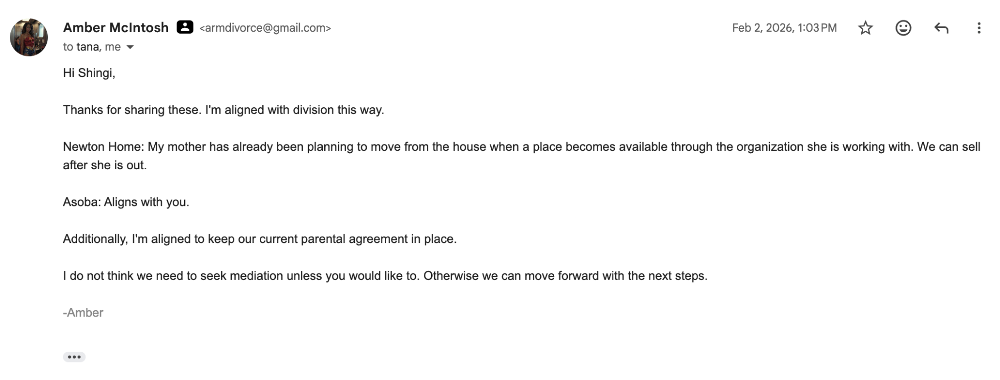 Amber McIntosh <armdivorce@gmail.com> Feb 2, 2026, 1:03 PM
to tana, me
Hi Shingi,
Thanks for sharing these. I'm aligned with division this way.
Newton Home: My mother has already been planning to move from the house when a place becomes available through the organization she is working with. We can sell
after she is out.
Asoba: Aligns with you.
Additionally, I'm aligned to keep our current parental agreement in place.
I do not think we need to seek mediation unless you would like to. Otherwise we can move forward with the next steps.
-Amber